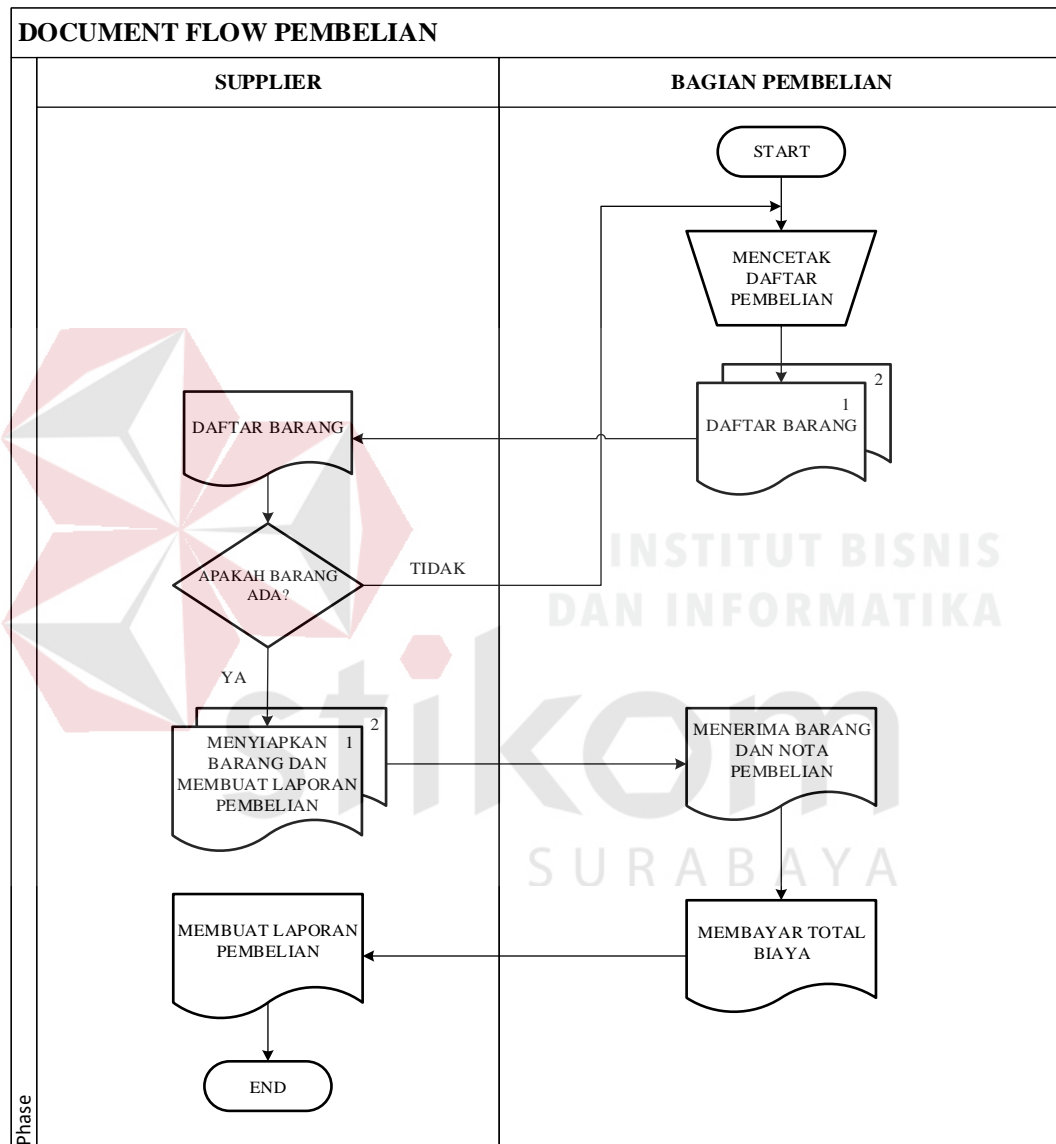 DOCUMENT FLOW PEMBELIAN
SUPPLIER
BAGIAN PEMBELIAN
START
MENCETAK
DAFTAR
PEMBELIAN
2
1
DAFTAR BARANG
DAFTAR BARANG
APAKAH BARANG
ADA?
TIDAK
YA
2
1
MENYIAPKAN
BARANG DAN
MEMBUAT LAPORAN
PEMBELIAN
MENERIMA BARANG
DAN NOTA
PEMBELIAN
MEMBAYAR TOTAL
BIAYA
MEMBUAT LAPORAN
PEMBELIAN
END
Phase
INSTITUT BISNIS
DAN INFORMATIKA
stikom
SURABAYA